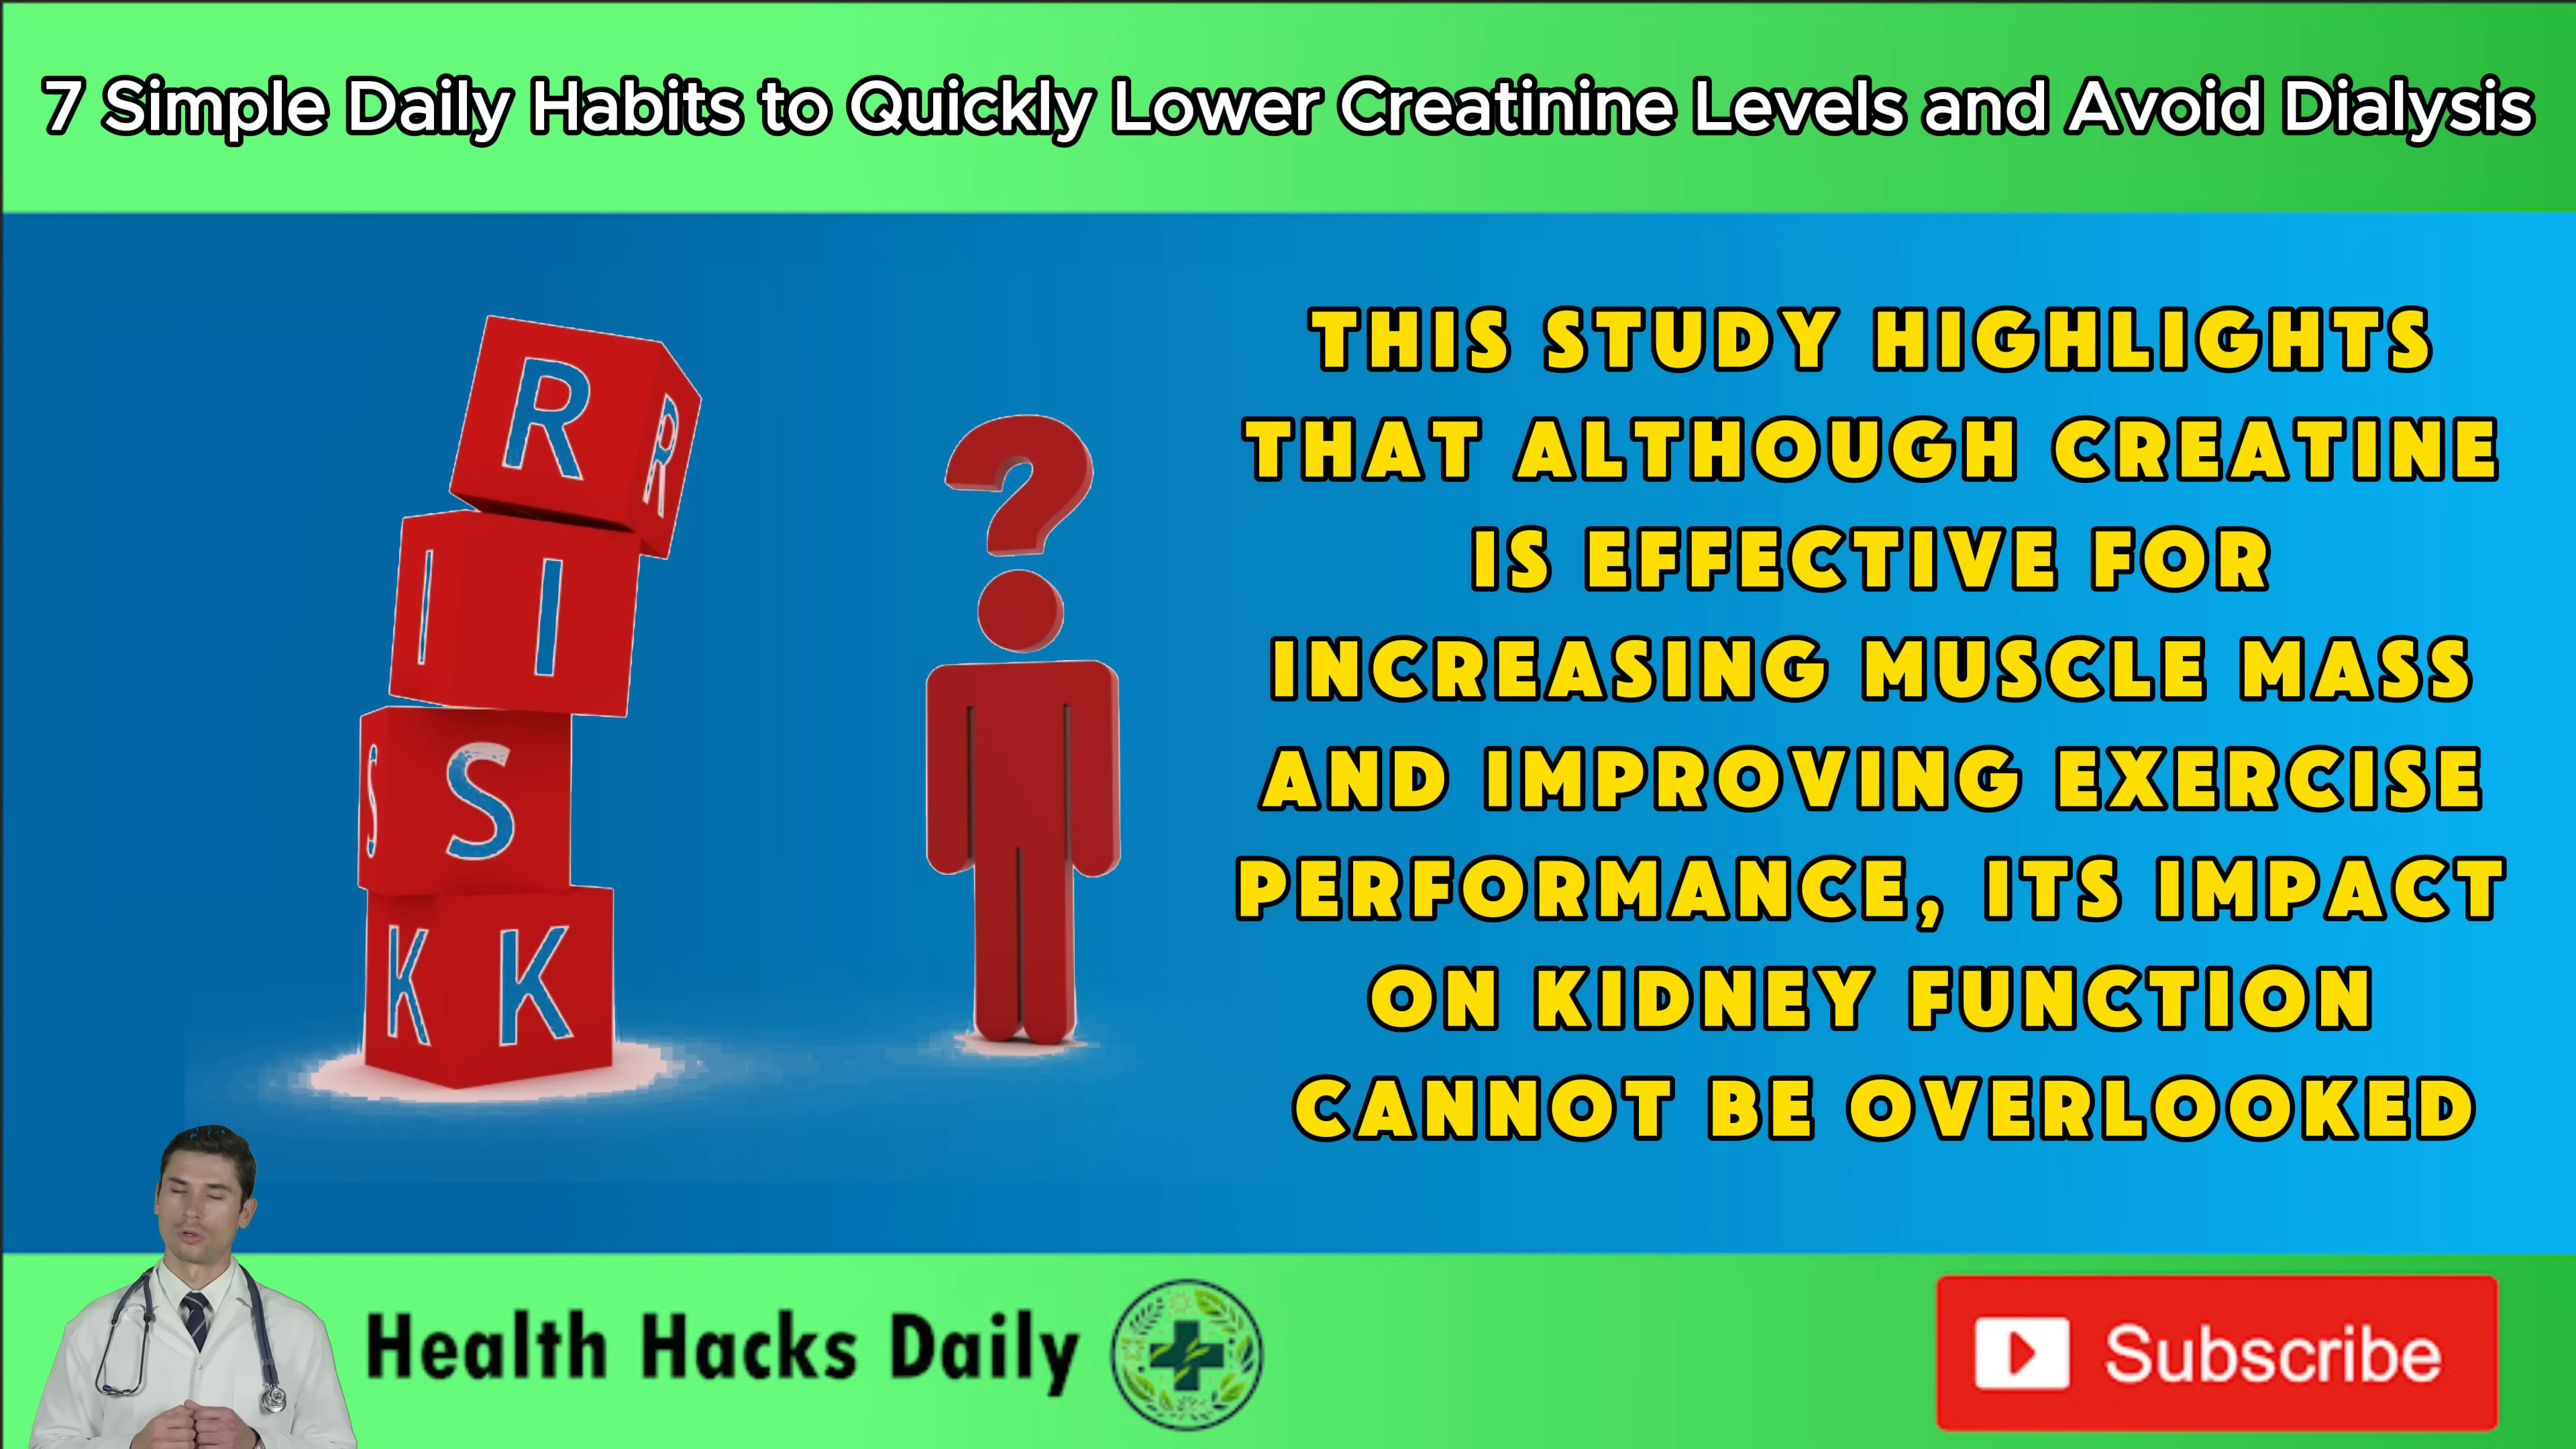 7 Simple Daily Habits to Quickly Lower Creatinine Levels and Avoid Dialysis
R R
I I
S S
K K
?
THIS STUDY HIGHLIGHTS
THAT ALTHOUGH CREATINE
IS EFFECTIVE FOR
INCREASING MUSCLE MASS
AND IMPROVING EXERCISE
PERFORMANCE, ITS IMPACT
ON KIDNEY FUNCTION
CANNOT BE OVERLOOKED
Health Hacks Daily
Subscribe